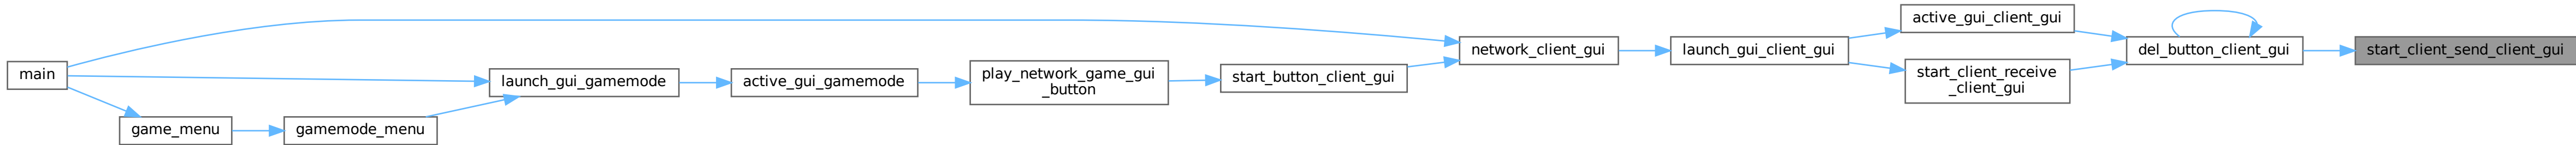 main
game_menu
gamemode_menu
launch_gui_gamemode
active_gui_gamemode
play_network_game_gui
_button
start_button_client_gui
network_client_gui
launch_gui_client_gui
active_gui_client_gui
start_client_receive
_client_gui
del_button_client_gui
start_client_send_client_gui